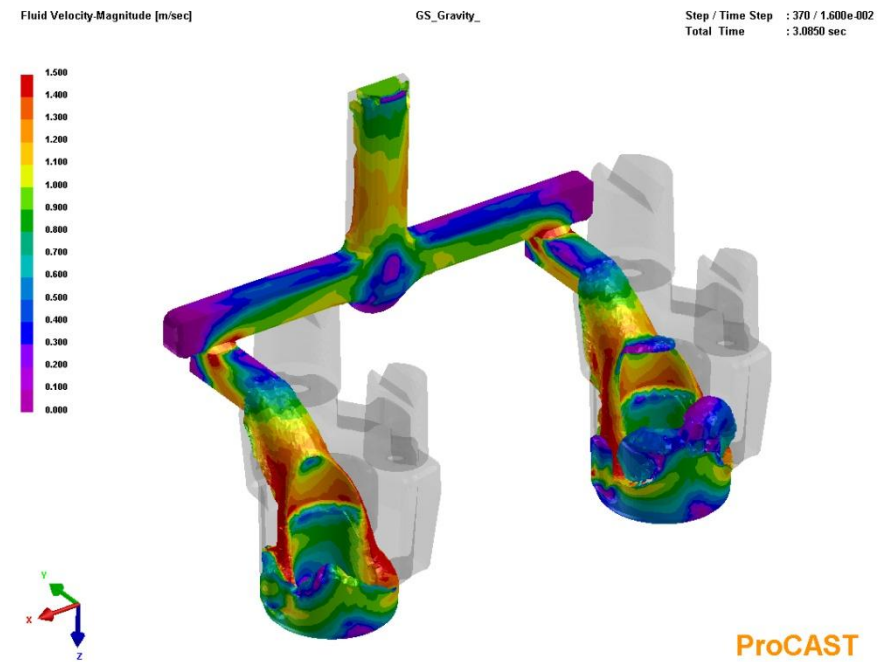 Fluid Velocity-Magnitude [m/sec]
GS_Gravity_
Step / Time Step : 370 / 1.600e-002
Total Time : 3.0850 sec
1.500
1.400
1.300
1.200
1.100
1.000
0.900
0.800
0.700
0.600
0.500
0.400
0.300
0.200
0.100
0.000
Y
X
Z
ProCAST